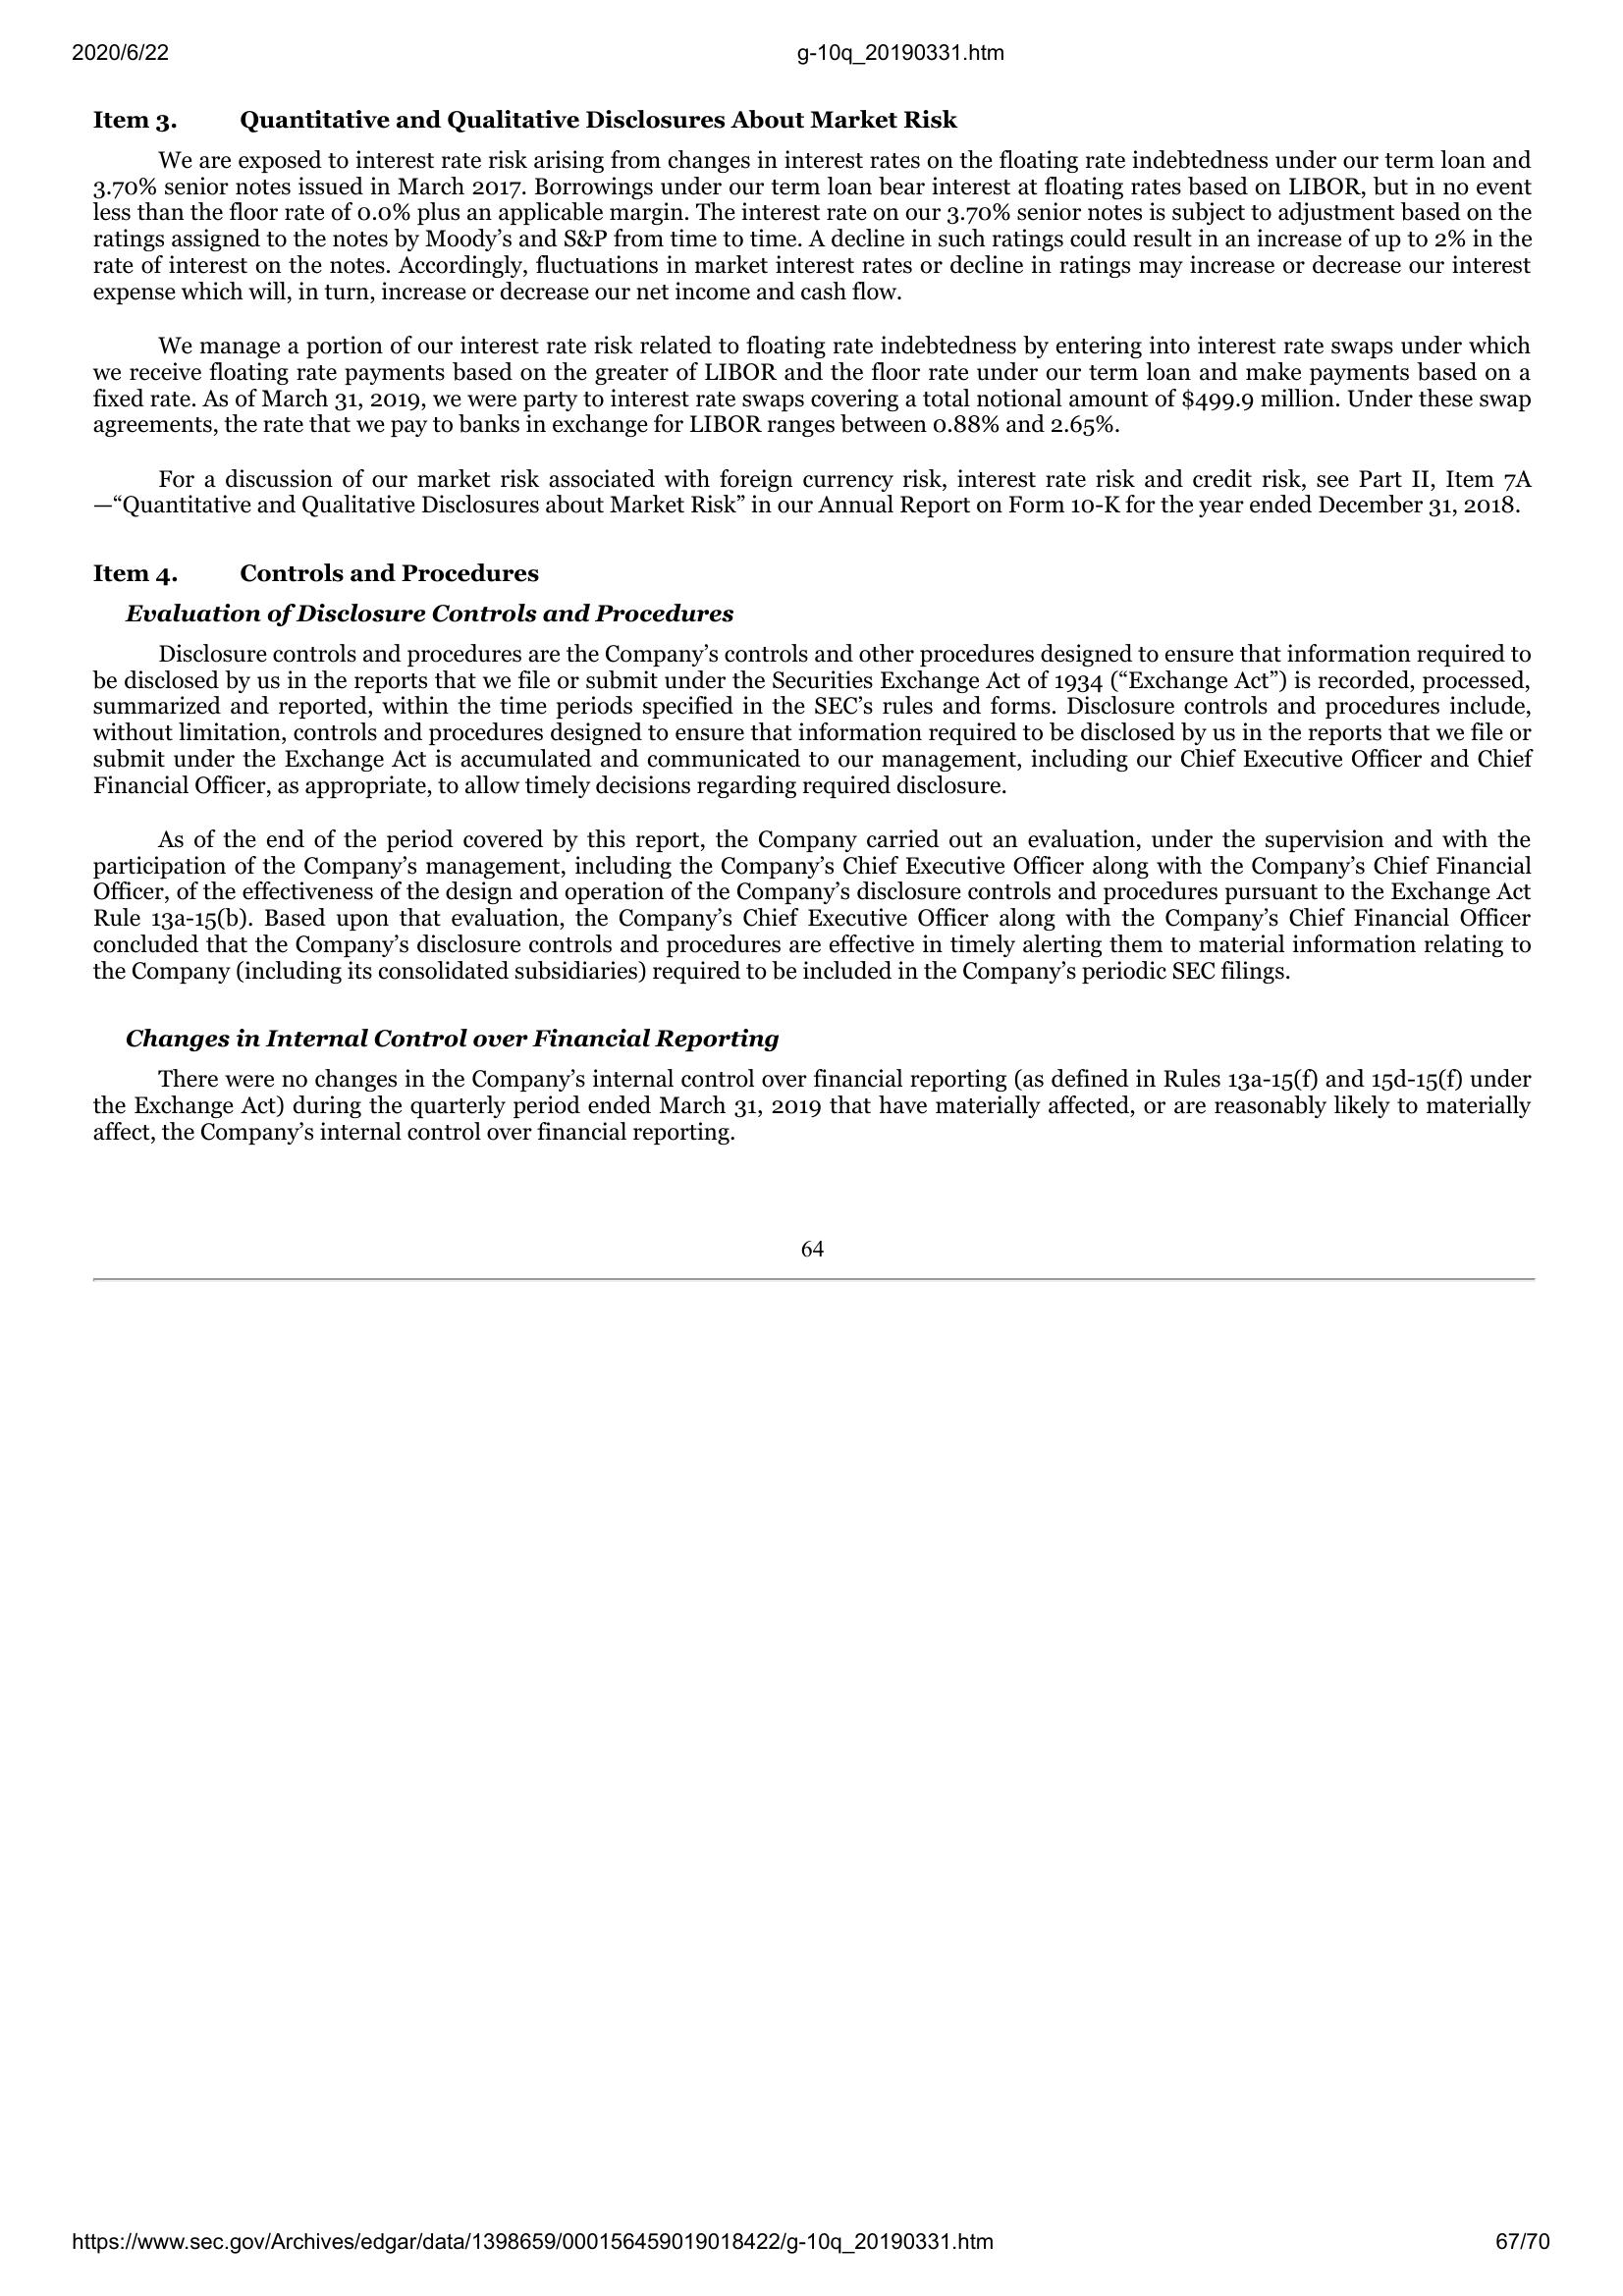 2020/6/22 g-10q_20190331.htm
Item 3. Quantitative and Qualitative Disclosures About Market Risk
We are exposed to interest rate risk arising from changes in interest rates on the floating rate indebtedness under our term loan and
3.70% senior notes issued in March 2017. Borrowings under our term loan bear interest at floating rates based on LIBOR, but in no event
less than the floor rate of 0.0% plus an applicable margin. The interest rate on our 3.70% senior notes is subject to adjustment based on the
ratings assigned to the notes by Moody’s and S&P from time to time. A decline in such ratings could result in an increase of up to 2% in the
rate of interest on the notes. Accordingly, fluctuations in market interest rates or decline in ratings may increase or decrease our interest
expense which will, in turn, increase or decrease our net income and cash flow.
We manage a portion of our interest rate risk related to floating rate indebtedness by entering into interest rate swaps under which
we receive floating rate payments based on the greater of LIBOR and the floor rate under our term loan and make payments based on a
fixed rate. As of March 31, 2019, we were party to interest rate swaps covering a total notional amount of $499.9 million. Under these swap
agreements, the rate that we pay to banks in exchange for LIBOR ranges between 0.88% and 2.65%.
For a discussion of our market risk associated with foreign currency risk, interest rate risk and credit risk, see Part II, Item 7A
—“Quantitative and Qualitative Disclosures about Market Risk” in our Annual Report on Form 10-K for the year ended December 31, 2018.
Item 4. Controls and Procedures
Evaluation of Disclosure Controls and Procedures
Disclosure controls and procedures are the Company’s controls and other procedures designed to ensure that information required to
be disclosed by us in the reports that we file or submit under the Securities Exchange Act of 1934 (“Exchange Act”) is recorded, processed,
summarized and reported, within the time periods specified in the SEC’s rules and forms. Disclosure controls and procedures include,
without limitation, controls and procedures designed to ensure that information required to be disclosed by us in the reports that we file or
submit under the Exchange Act is accumulated and communicated to our management, including our Chief Executive Officer and Chief
Financial Officer, as appropriate, to allow timely decisions regarding required disclosure.
As of the end of the period covered by this report, the Company carried out an evaluation, under the supervision and with the
participation of the Company’s management, including the Company’s Chief Executive Officer along with the Company’s Chief Financial
Officer, of the effectiveness of the design and operation of the Company’s disclosure controls and procedures pursuant to the Exchange Act
Rule 13a-15(b). Based upon that evaluation, the Company’s Chief Executive Officer along with the Company’s Chief Financial Officer
concluded that the Company’s disclosure controls and procedures are effective in timely alerting them to material information relating to
the Company (including its consolidated subsidiaries) required to be included in the Company’s periodic SEC filings.
Changes in Internal Control over Financial Reporting
There were no changes in the Company’s internal control over financial reporting (as defined in Rules 13a-15(f) and 15d-15(f) under
the Exchange Act) during the quarterly period ended March 31, 2019 that have materially affected, or are reasonably likely to materially
affect, the Company’s internal control over financial reporting.
64
https://www.sec.gov/Archives/edgar/data/1398659/000156459019018422/g-10q_20190331.htm 67/70